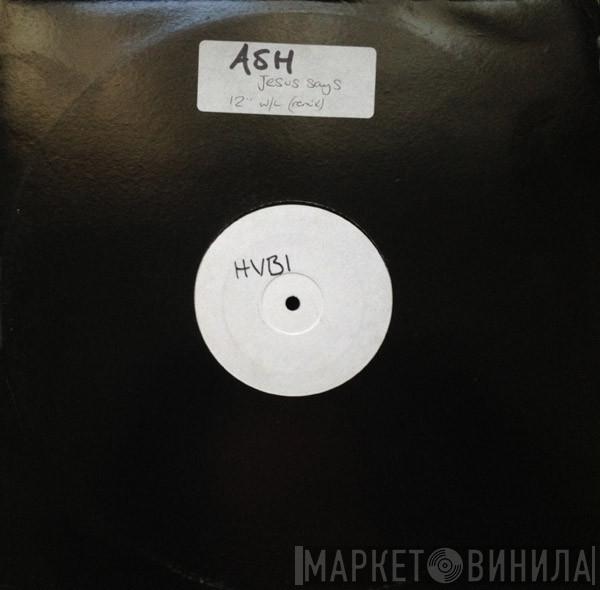 ASH
Jesus says
12" w/L (remix)
HVB1
МАРКЕТ ВИНИЛА